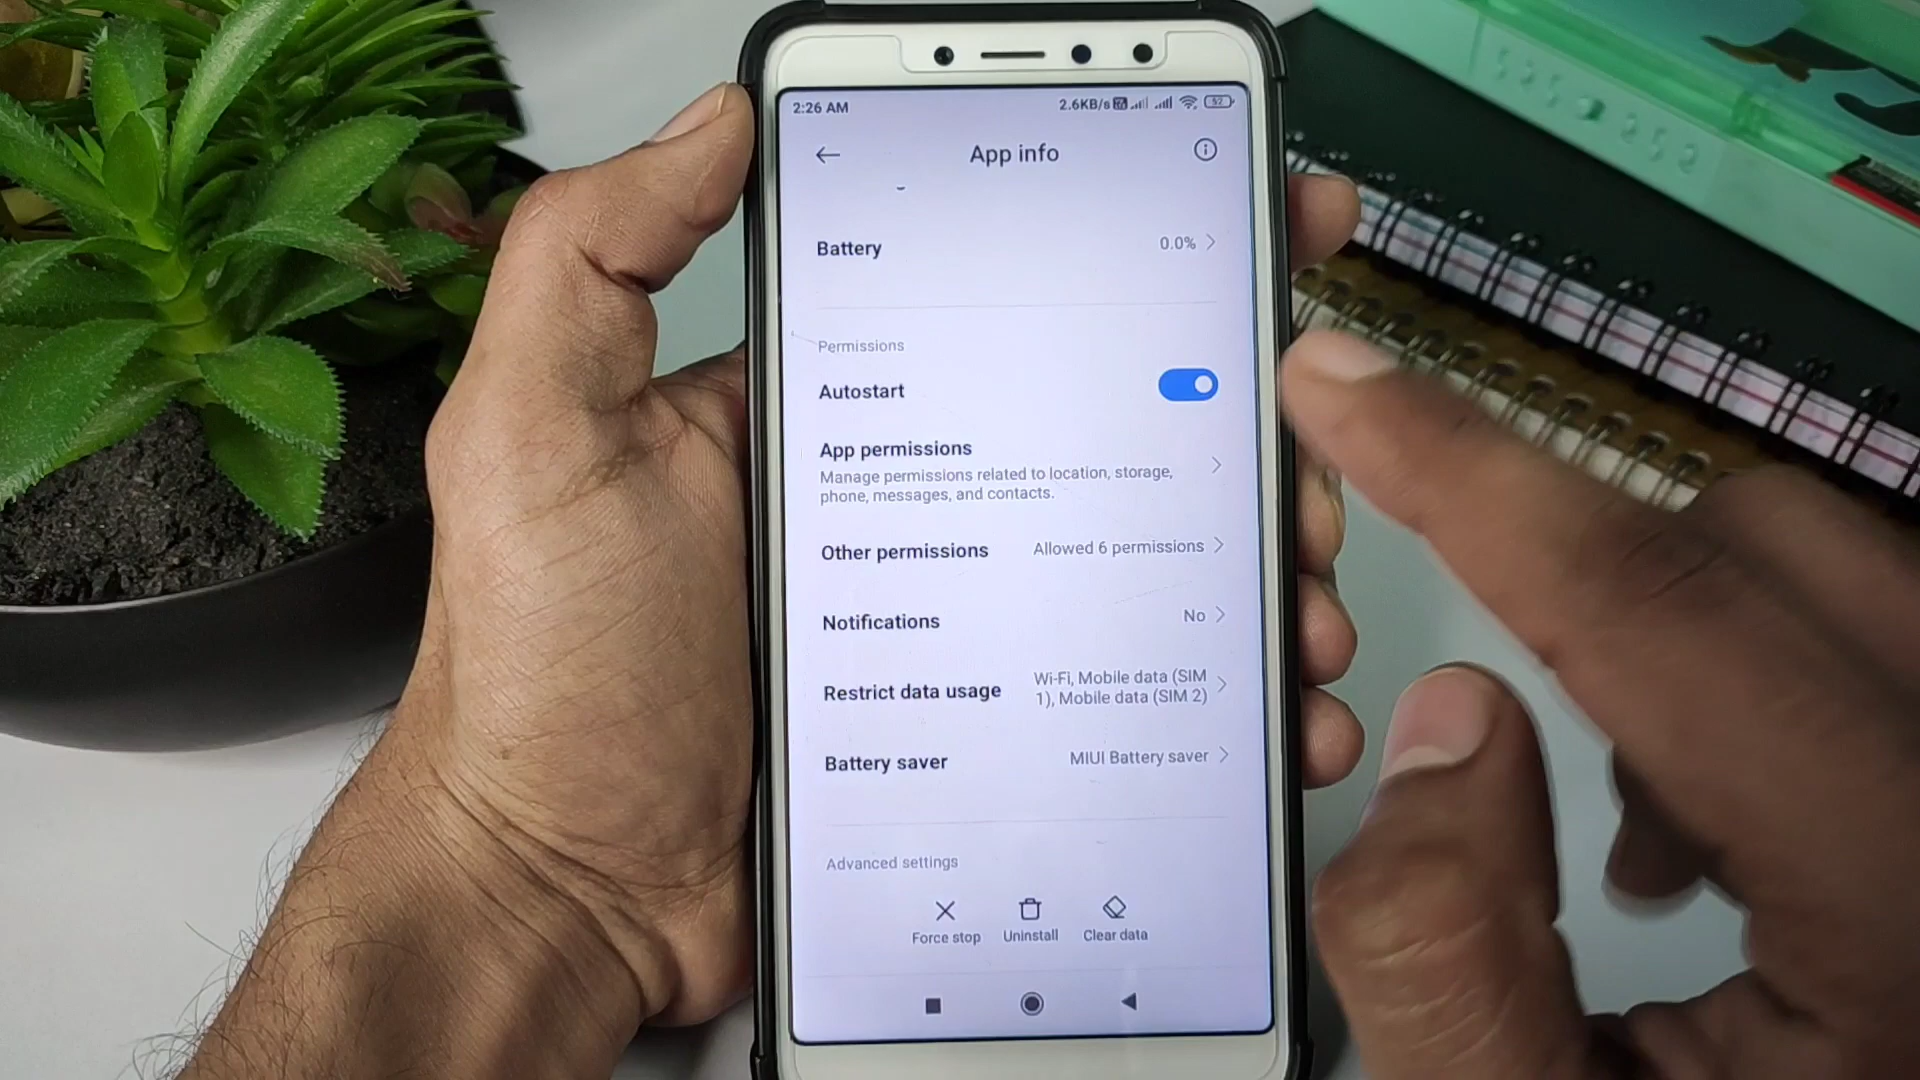 2:26 AM 2.6KB/s 52
App info
Battery 0.0%
Permissions
Autostart
App permissions
Manage permissions related to location, storage,
phone, messages, and contacts.
Other permissions Allowed 6 permissions
Notifications No
Restrict data usage Wi-Fi, Mobile data (SIM
1), Mobile data (SIM 2)
Battery saver MIUI Battery saver
Advanced settings
Force stop Uninstall Clear data